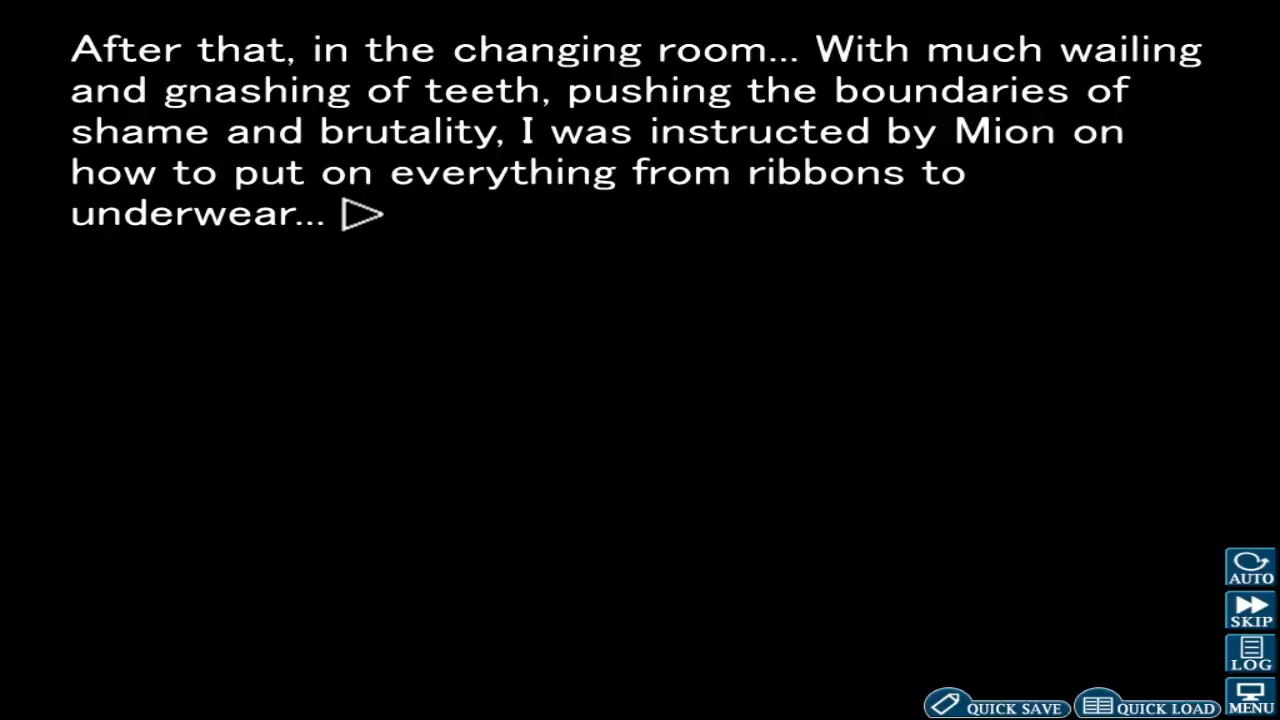 After that, in the changing room... With much wailing
and gnashing of teeth, pushing the boundaries of
shame and brutality, I was instructed by Mion on
how to put on everything from ribbons to
underwear...
AUTO
SKIP
LOG
MENU
QUICK SAVE
QUICK LOAD